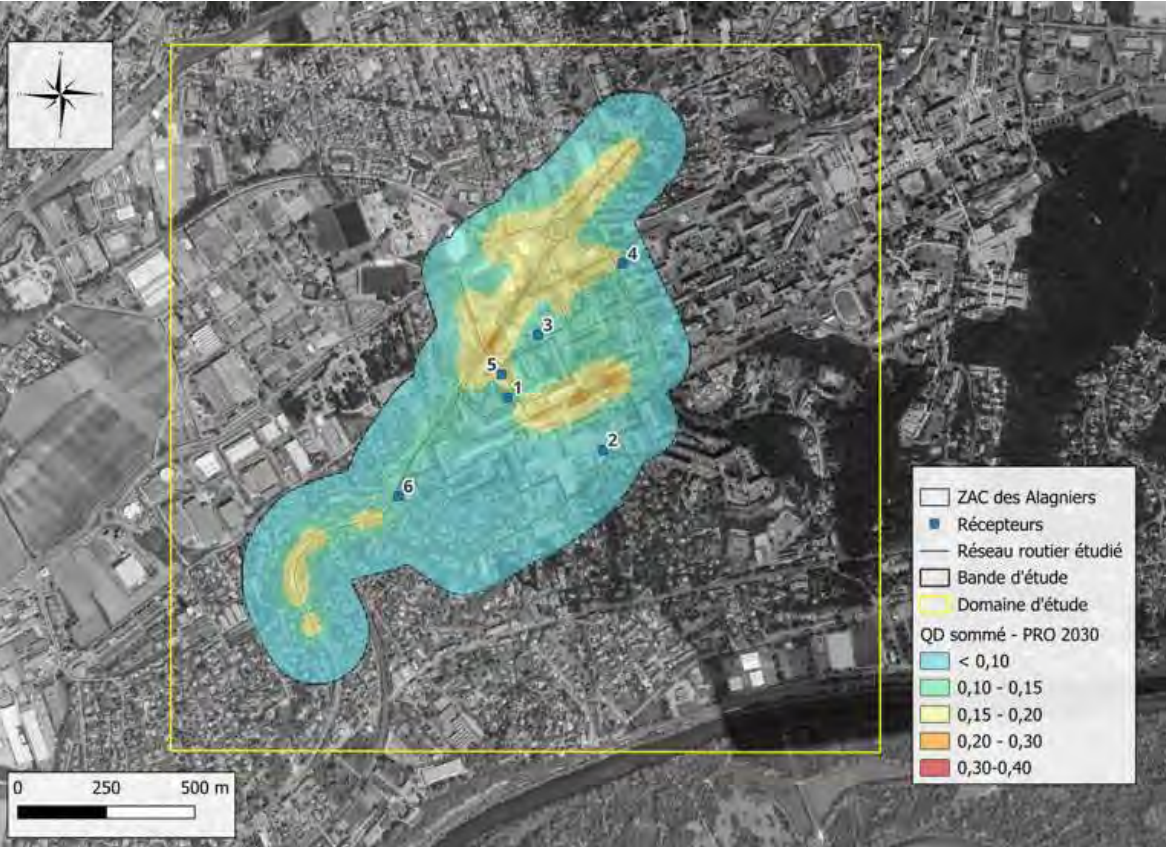 N
4
3
5
1
2
6
ZAC des Alagniers
Récepteurs
Réseau routier étudié
Bande d'étude
Domaine d'étude
QD sommé - PRO 2030
< 0,10
0,10 - 0,15
0,15 - 0,20
0,20 - 0,30
0,30-0,40
0 250 500 m